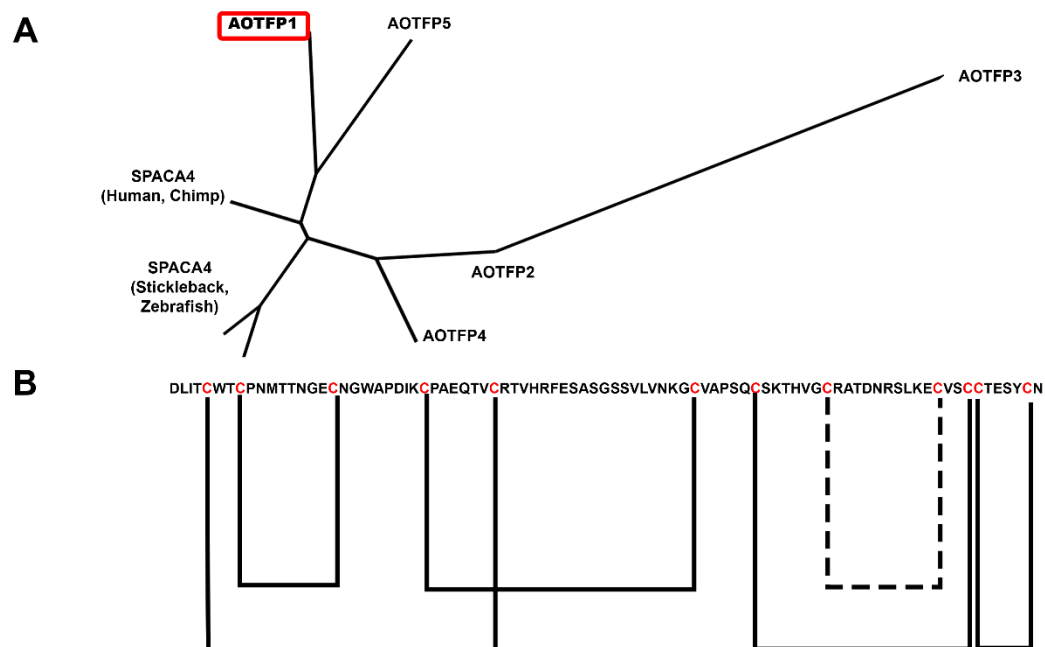 A
AOTFP1
AOTFP5
AOTFP3
SPACA4
(Human, Chimp)
SPACA4
(Stickleback,
Zebrafish)
AOTFP2
AOTFP4
B
DLITCWTCPNMTTNGECNGWAPDIKCPAEQTVCRTVHRFESASGSSVLVNKGCVAPSQCSKTHVGCRATDNRSLKECVSCCTESYCN